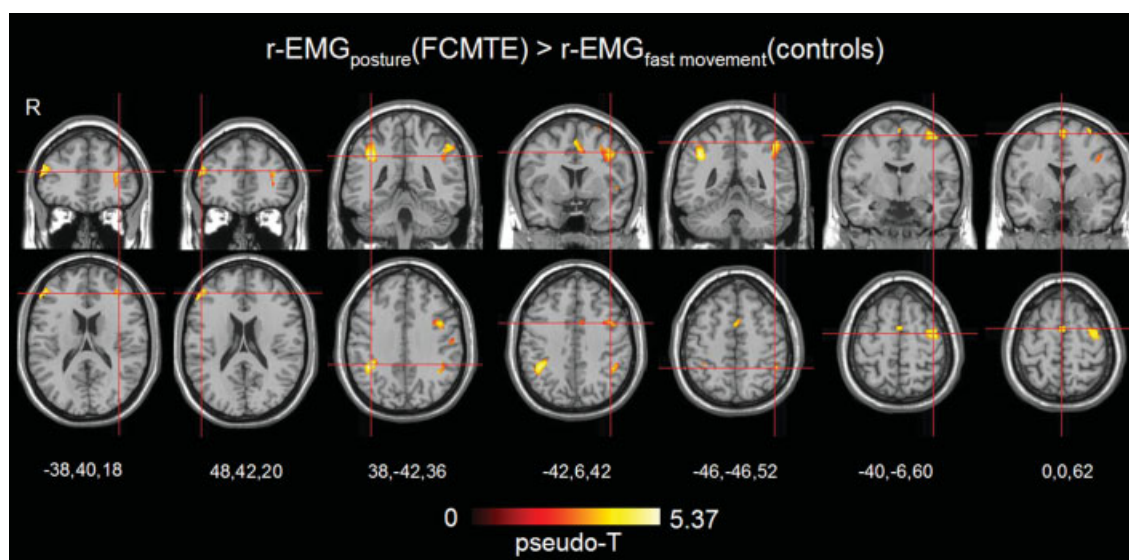 r-EMGposture(FCMTE) > r-EMGfast movement(controls)
R
-38,40,18 48,42,20 38,-42,36 -42,6,42 -46,-46,52 -40,-6,60 0,0,62
0 5.37
pseudo-T